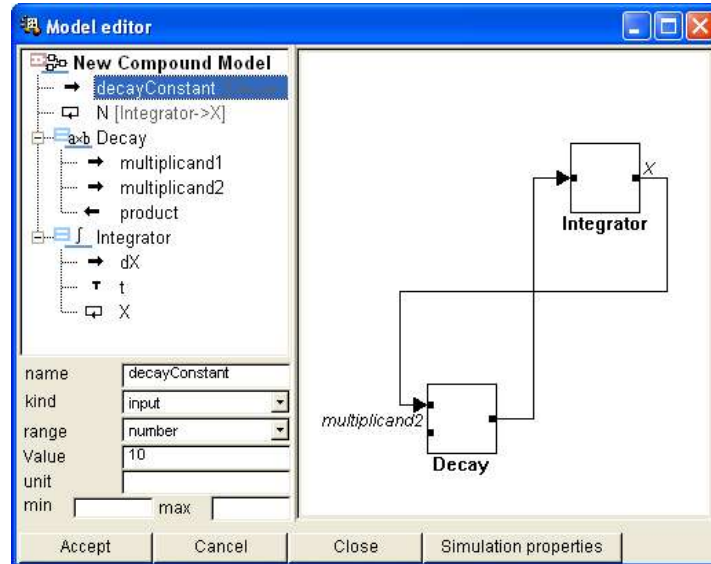 Model editor
New Compound Model
decayConstant
N [Integrator->X]
a×b Decay
multiplicand1
multiplicand2
product
∫ Integrator
dX
T t
X
name decayConstant
kind input
range number
Value 10
unit
min max
X
Integrator
multiplicand2
Decay
Accept Cancel Close Simulation properties